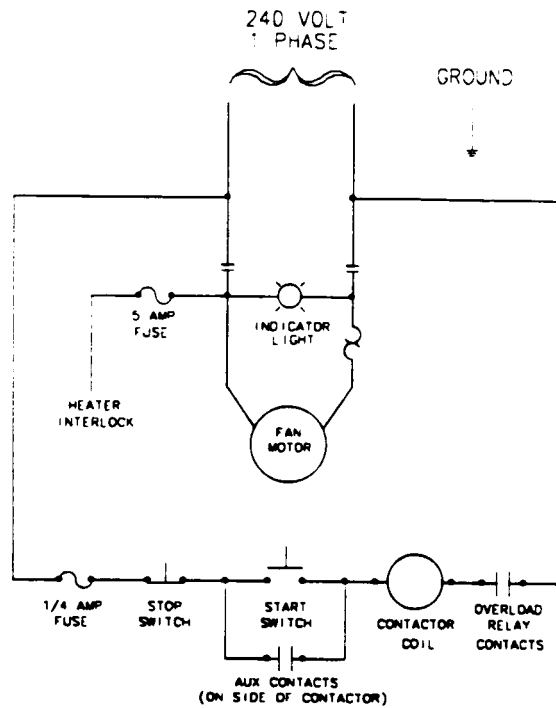 240 VOLT
1 PHASE
GROUND
5 AMP
FUSE
INDICATOR
LIGHT
HEATER
INTERLOCK
FAN
MOTOR
1/4 AMP
FUSE
STOP
SWITCH
START
SWITCH
CONTACTOR
COIL
OVERLOAD
RELAY
CONTACTS
AUX CONTACTS
(ON SIDE OF CONTACTOR)